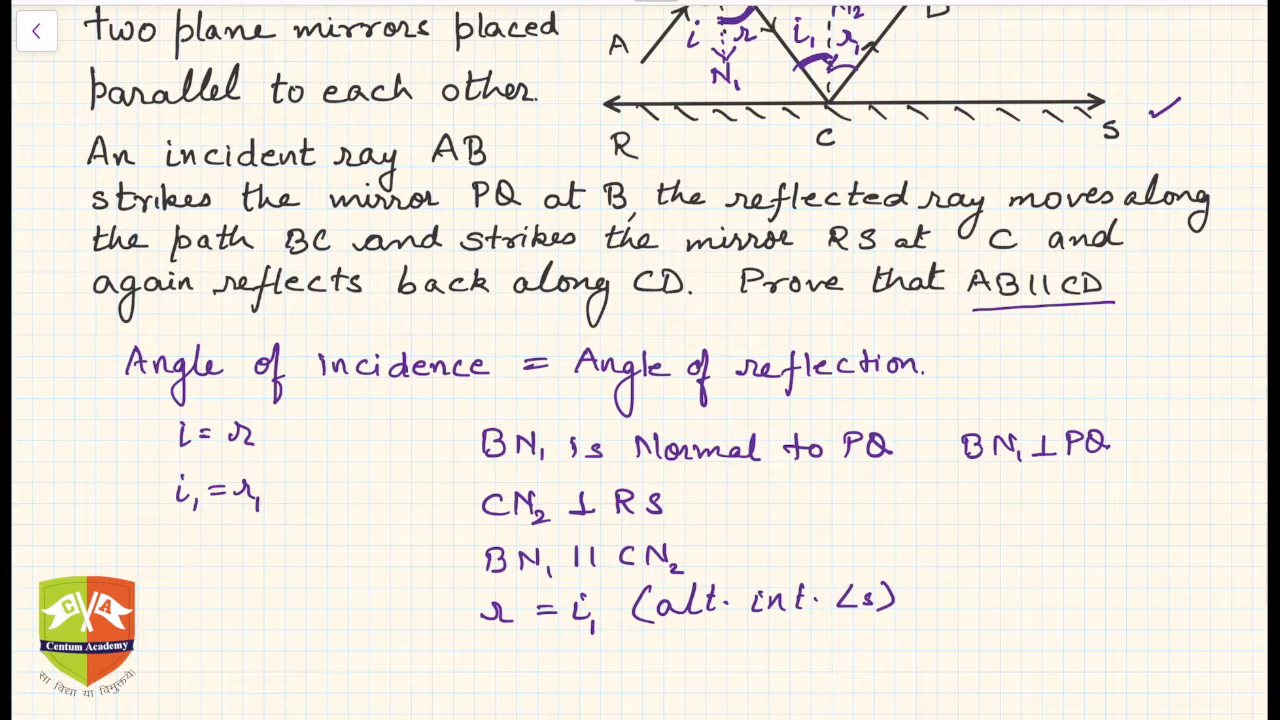 two plane mirrors placed
parallel to each other.
A i r i₁ r₁ N₂ D
N₁
R C S
An incident ray AB
strikes the mirror PQ at B, the reflected ray moves along
the path BC and strikes the mirror RS at C and
again reflects back along CD. Prove that AB || CD
Angle of incidence = Angle of reflection.
i = r
i₁ = r₁
BN₁ is Normal to PQ BN₁ ⊥ PQ
CN₂ ⊥ RS
BN₁ || CN₂
r = i₁ (alt. int. ∠s)
C A
Centum Academy
सा विद्या या विमुक्तये